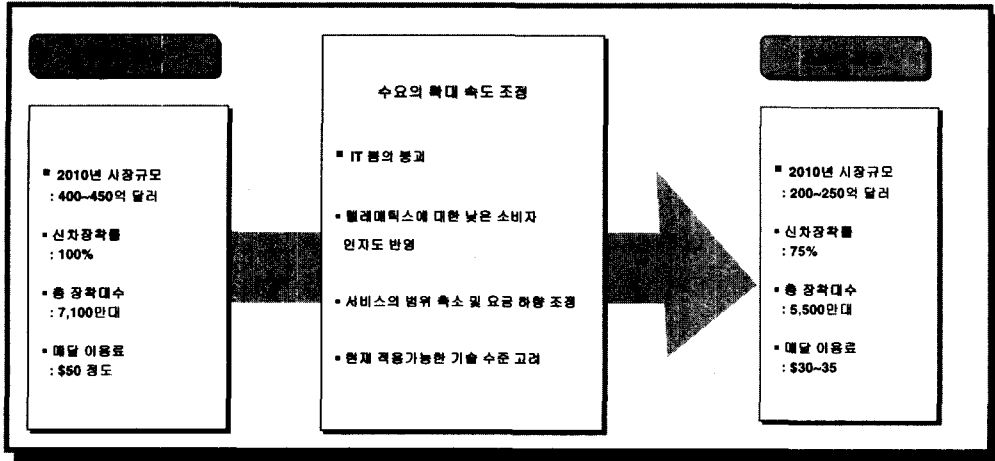 ■ 2010년 시장규모
: 400~450억 달러
▪ 신차장착률
: 100%
▪ 총 장착대수
: 7,100만대
▪ 매달 이용료
: $50 정도
수요의 확대 속도 조정
■ IT 붐의 붕괴
▪ 텔레매틱스에 대한 낮은 소비자
인지도 반영
▪ 서비스의 범위 축소 및 요금 하향 조정
▪ 현재 적용가능한 기술 수준 고려
■ 2010년 시장규모
: 200~250억 달러
▪ 신차장착률
: 75%
▪ 총 장착대수
: 5,500만대
▪ 매달 이용료
: $30~35